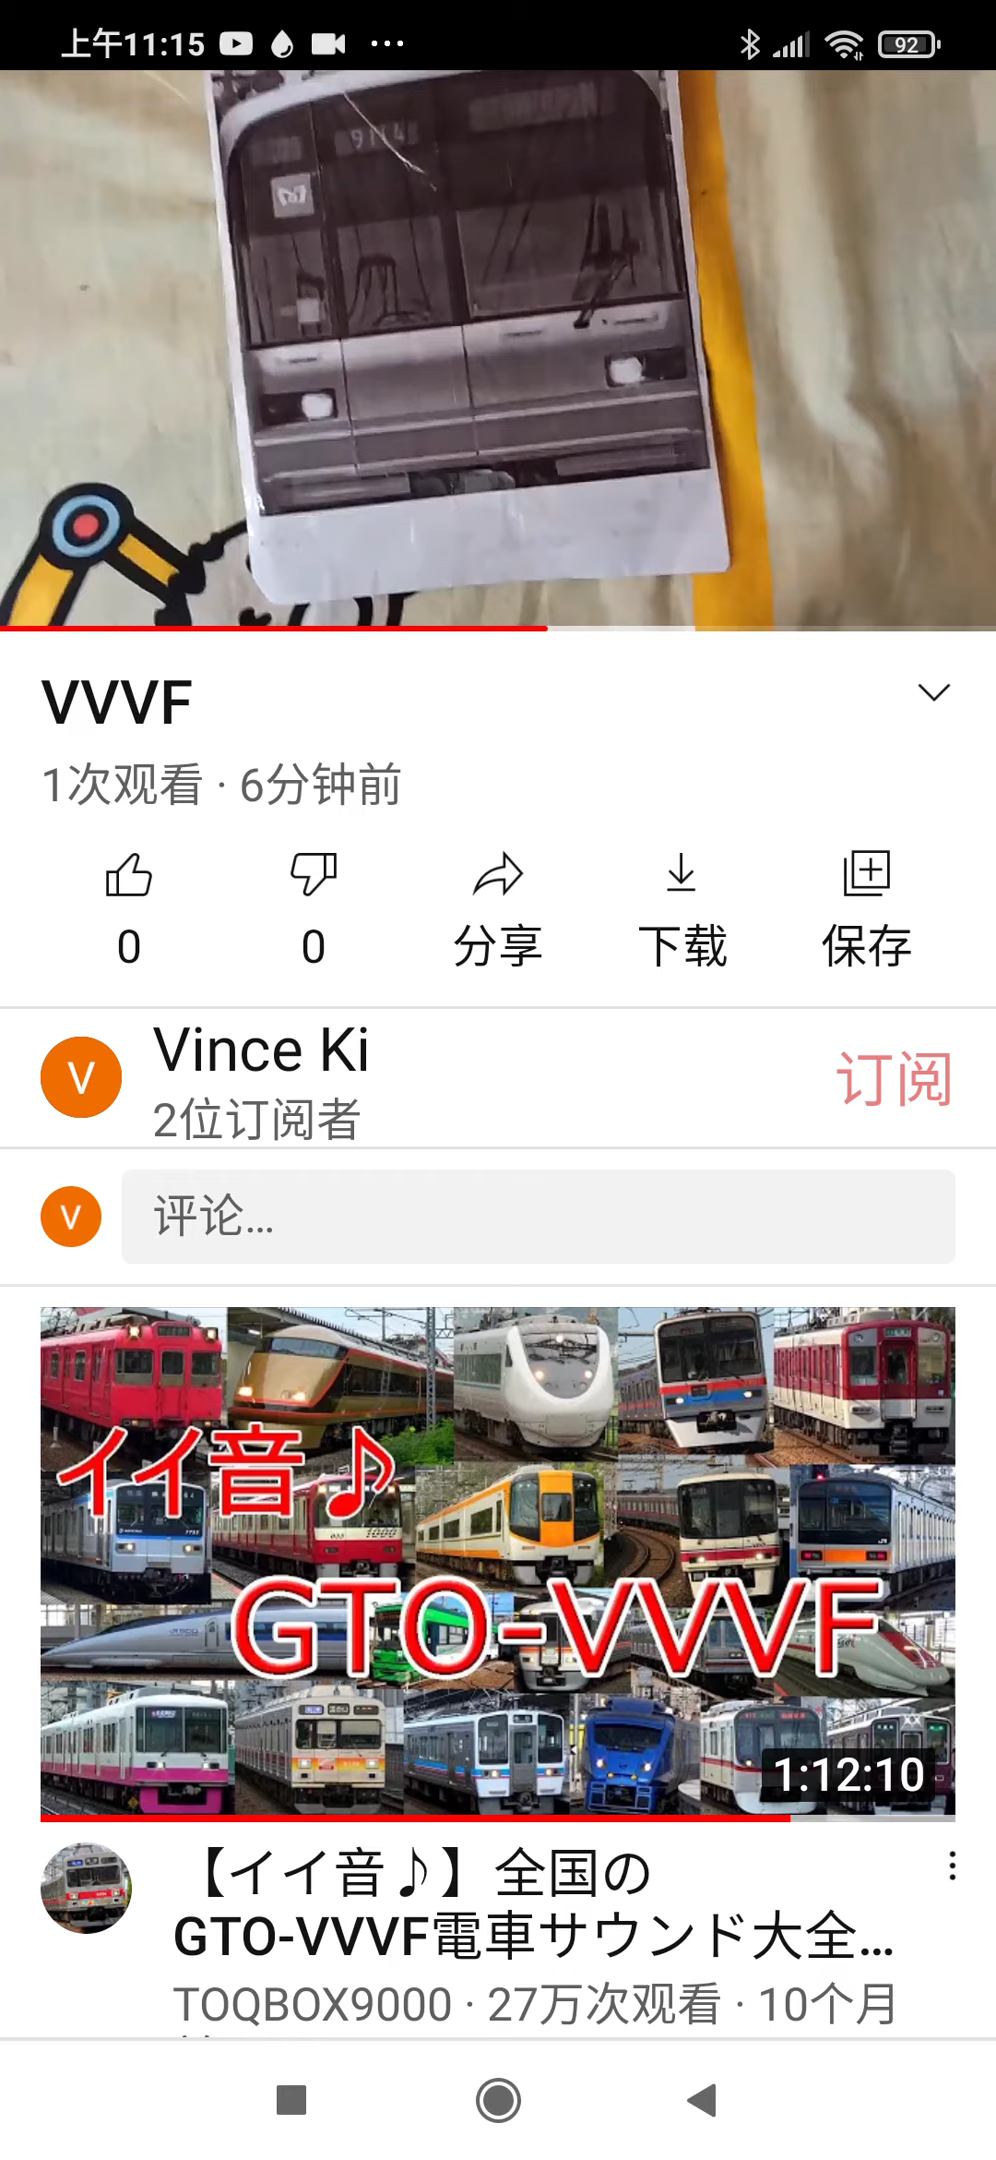 上午11:15
92
VVVF
1次观看 · 6分钟前
0
0
分享
下载
保存
V
Vince Ki
2位订阅者
订阅
V
评论...
イイ音♪
GTO-VVVF
1:12:10
【イイ音♪】全国の
GTO-VVVF電車サウンド大全...
TOQBOX9000 · 27万次观看 · 10个月